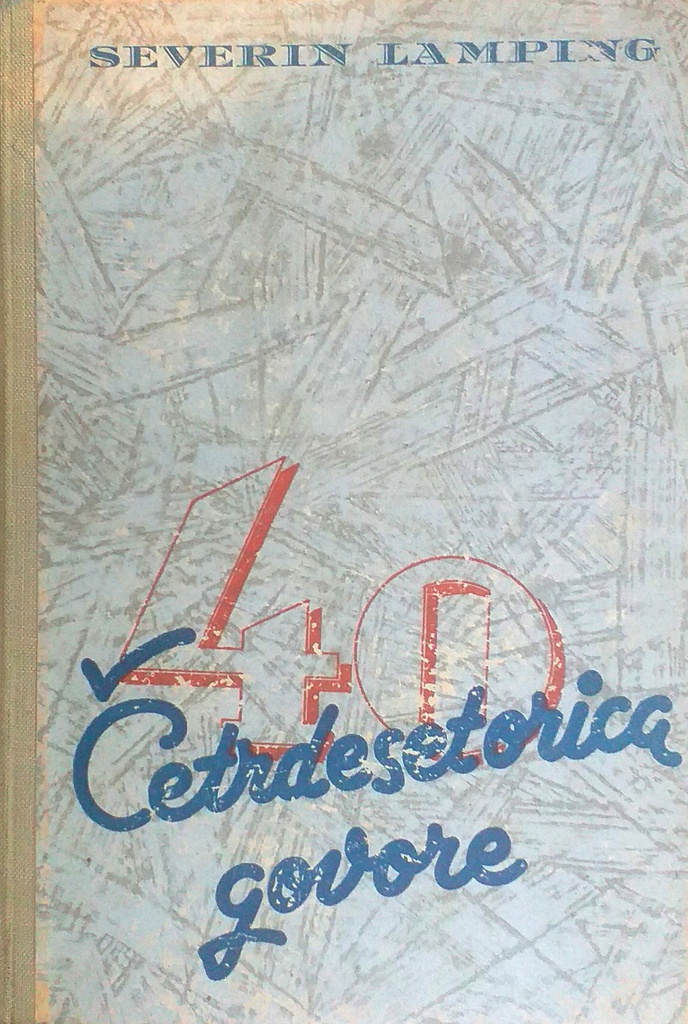 SEVERIN LAMPING
40
Četrdesetorica
govore